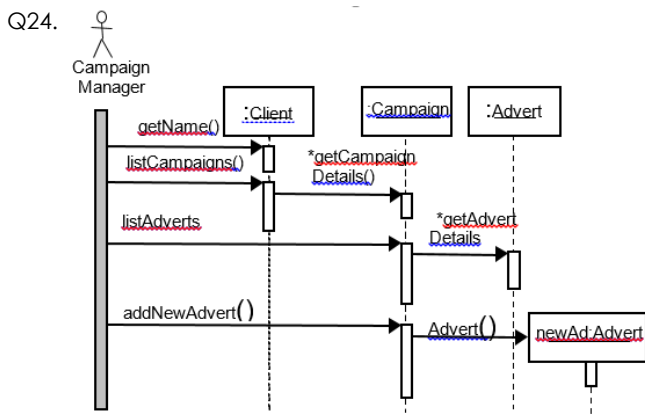 Q24.
Campaign
Manager
:Client
:Campaign
:Advert
getName()
listCampaigns()
*getCampaign
Details()
listAdverts
*getAdvert
Details
addNewAdvert()
Advert()
newAd:Advert